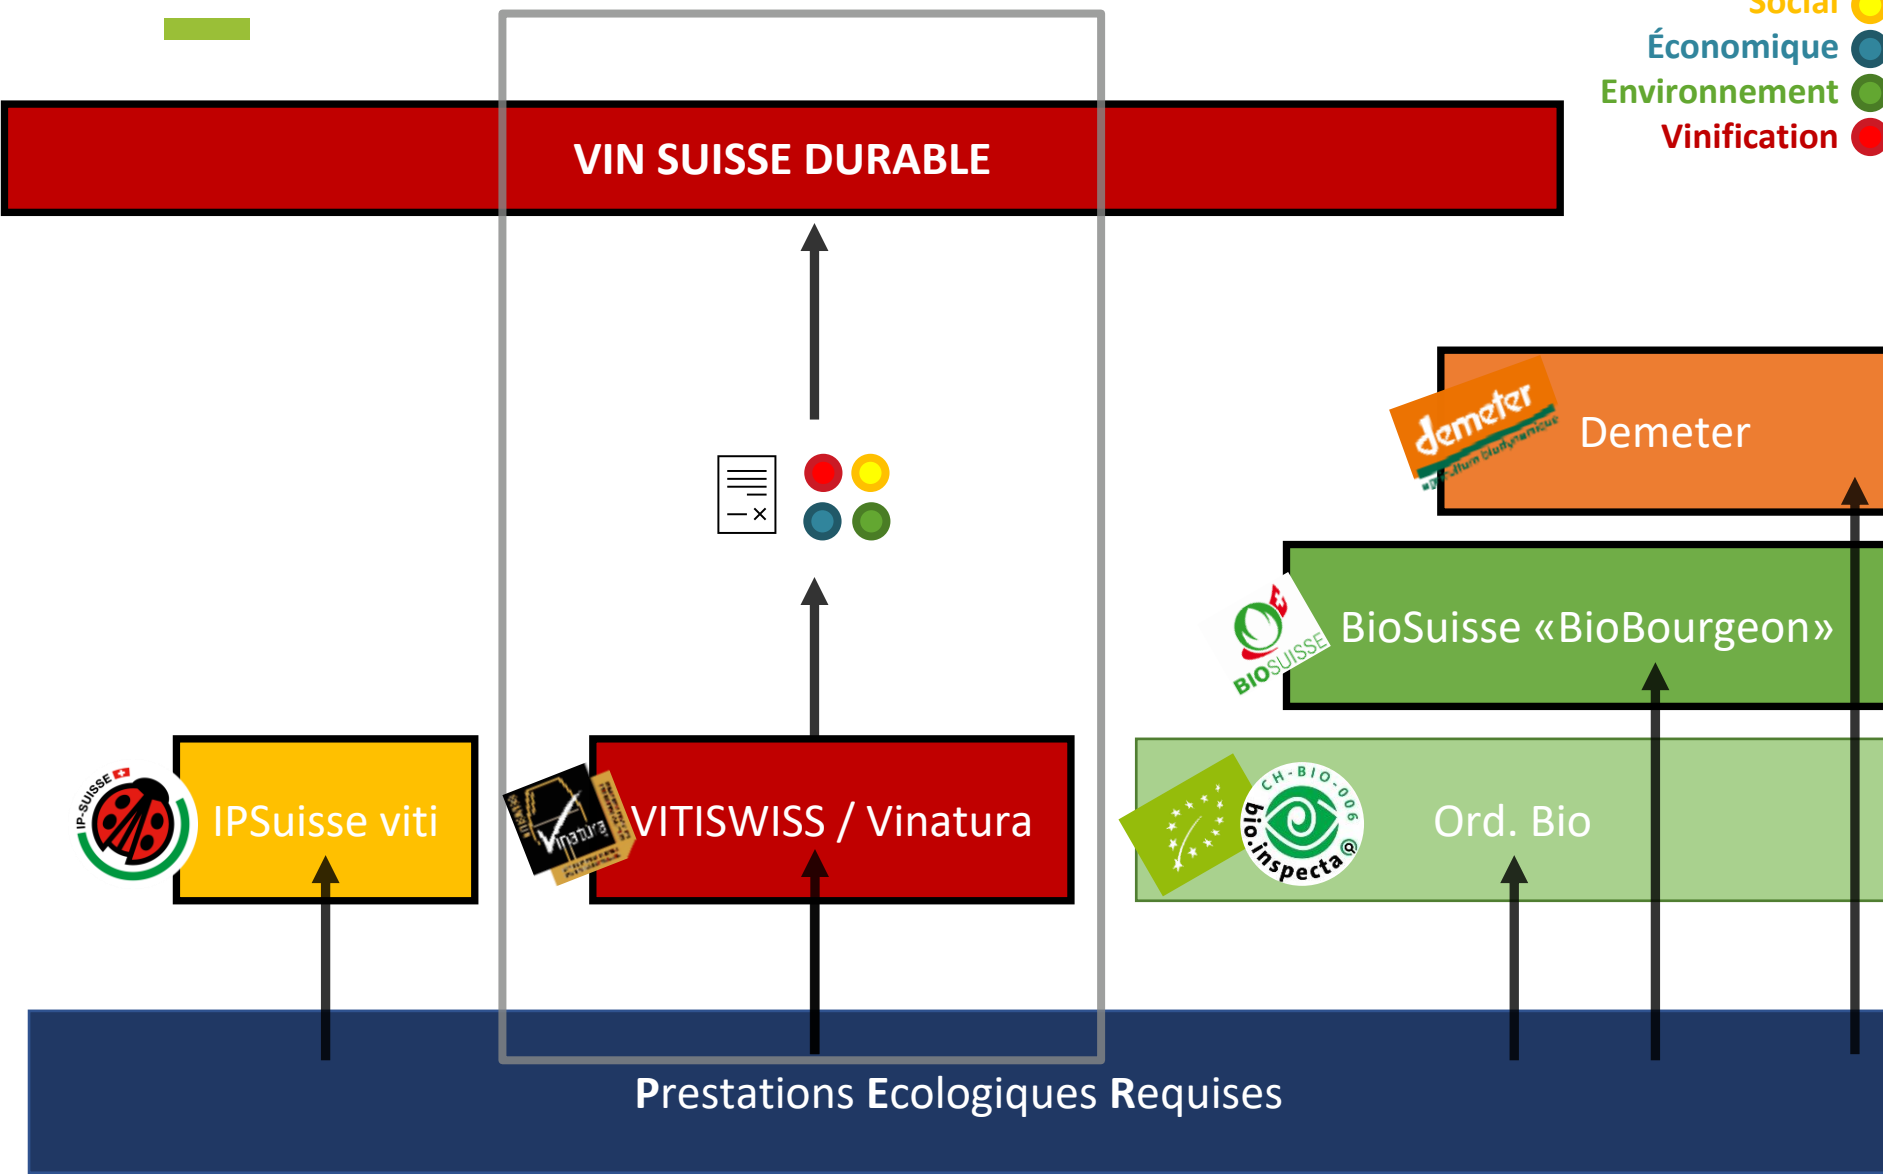 Social
Économique
Environnement
Vinification
VIN SUISSE DURABLE
demeter
Demeter
BIOSUISSE
BioSuisse «BioBourgeon»
IP-SUISSE
IPSuisse viti
Vinatura
VITISWISS / Vinatura
CH-BIO-006
bio.inspecta
Ord. Bio
Prestations Ecologiques Requises